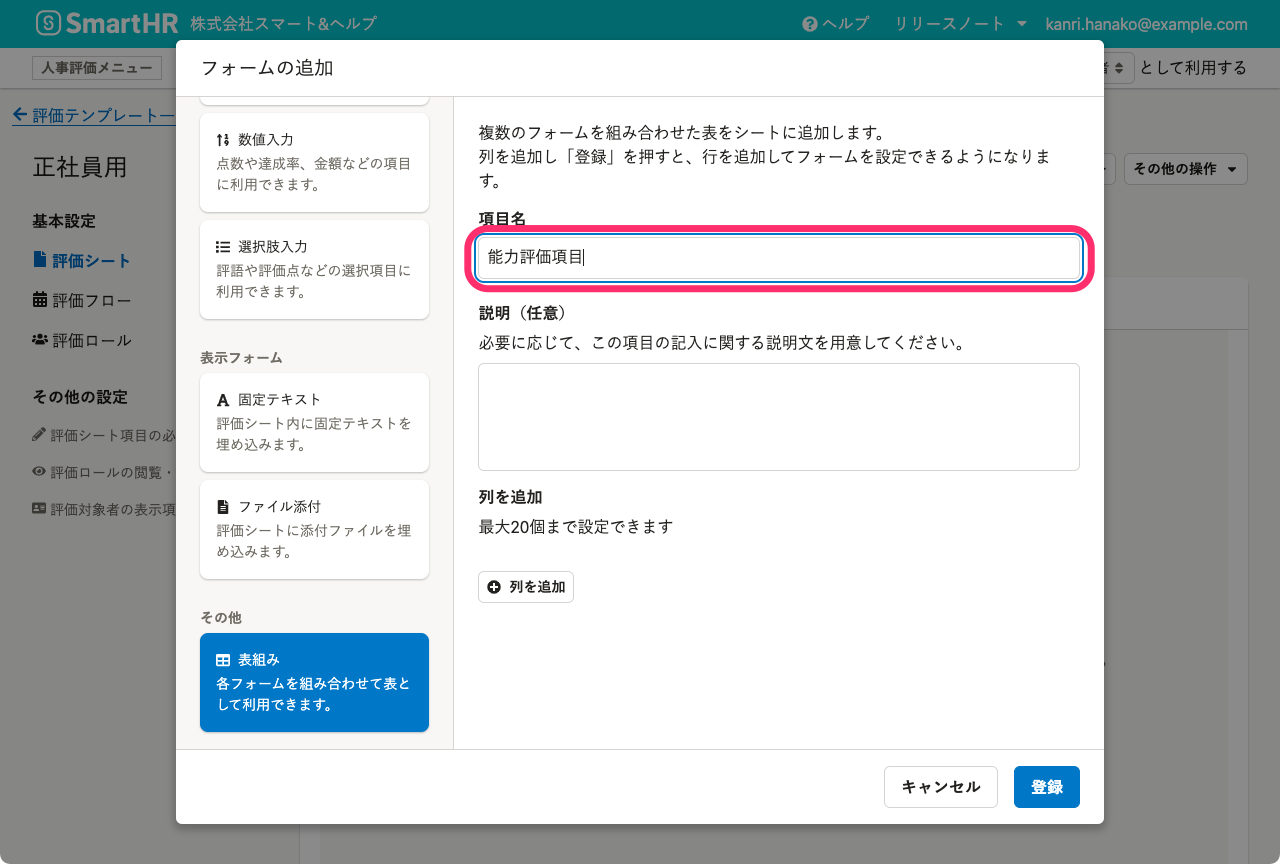 SmartHR 株式会社スマート&ヘルプ
ヘルプ リリースノート kanri.hanako@example.com
人事評価メニュー
として利用する
フォームの追加
評価テンプレート一
正社員用
その他の操作
基本設定
評価シート
評価フロー
評価ロール
その他の設定
評価シート項目の必
評価ロールの閲覧・
評価対象者の表示項
数値入力
点数や達成率、金額などの項目
に利用できます。
選択肢入力
評語や評価点などの選択項目に
利用できます。
表示フォーム
固定テキスト
評価シート内に固定テキストを
埋め込みます。
ファイル添付
評価シートに添付ファイルを埋
め込みます。
その他
表組み
各フォームを組み合わせて表と
して利用できます。
複数のフォームを組み合わせた表をシートに追加します。
列を追加し「登録」を押すと、行を追加してフォームを設定できるようになりま
す。
項目名
能力評価項目
説明（任意）
必要に応じて、この項目の記入に関する説明文を用意してください。
列を追加
最大20個まで設定できます
列を追加
キャンセル
登録